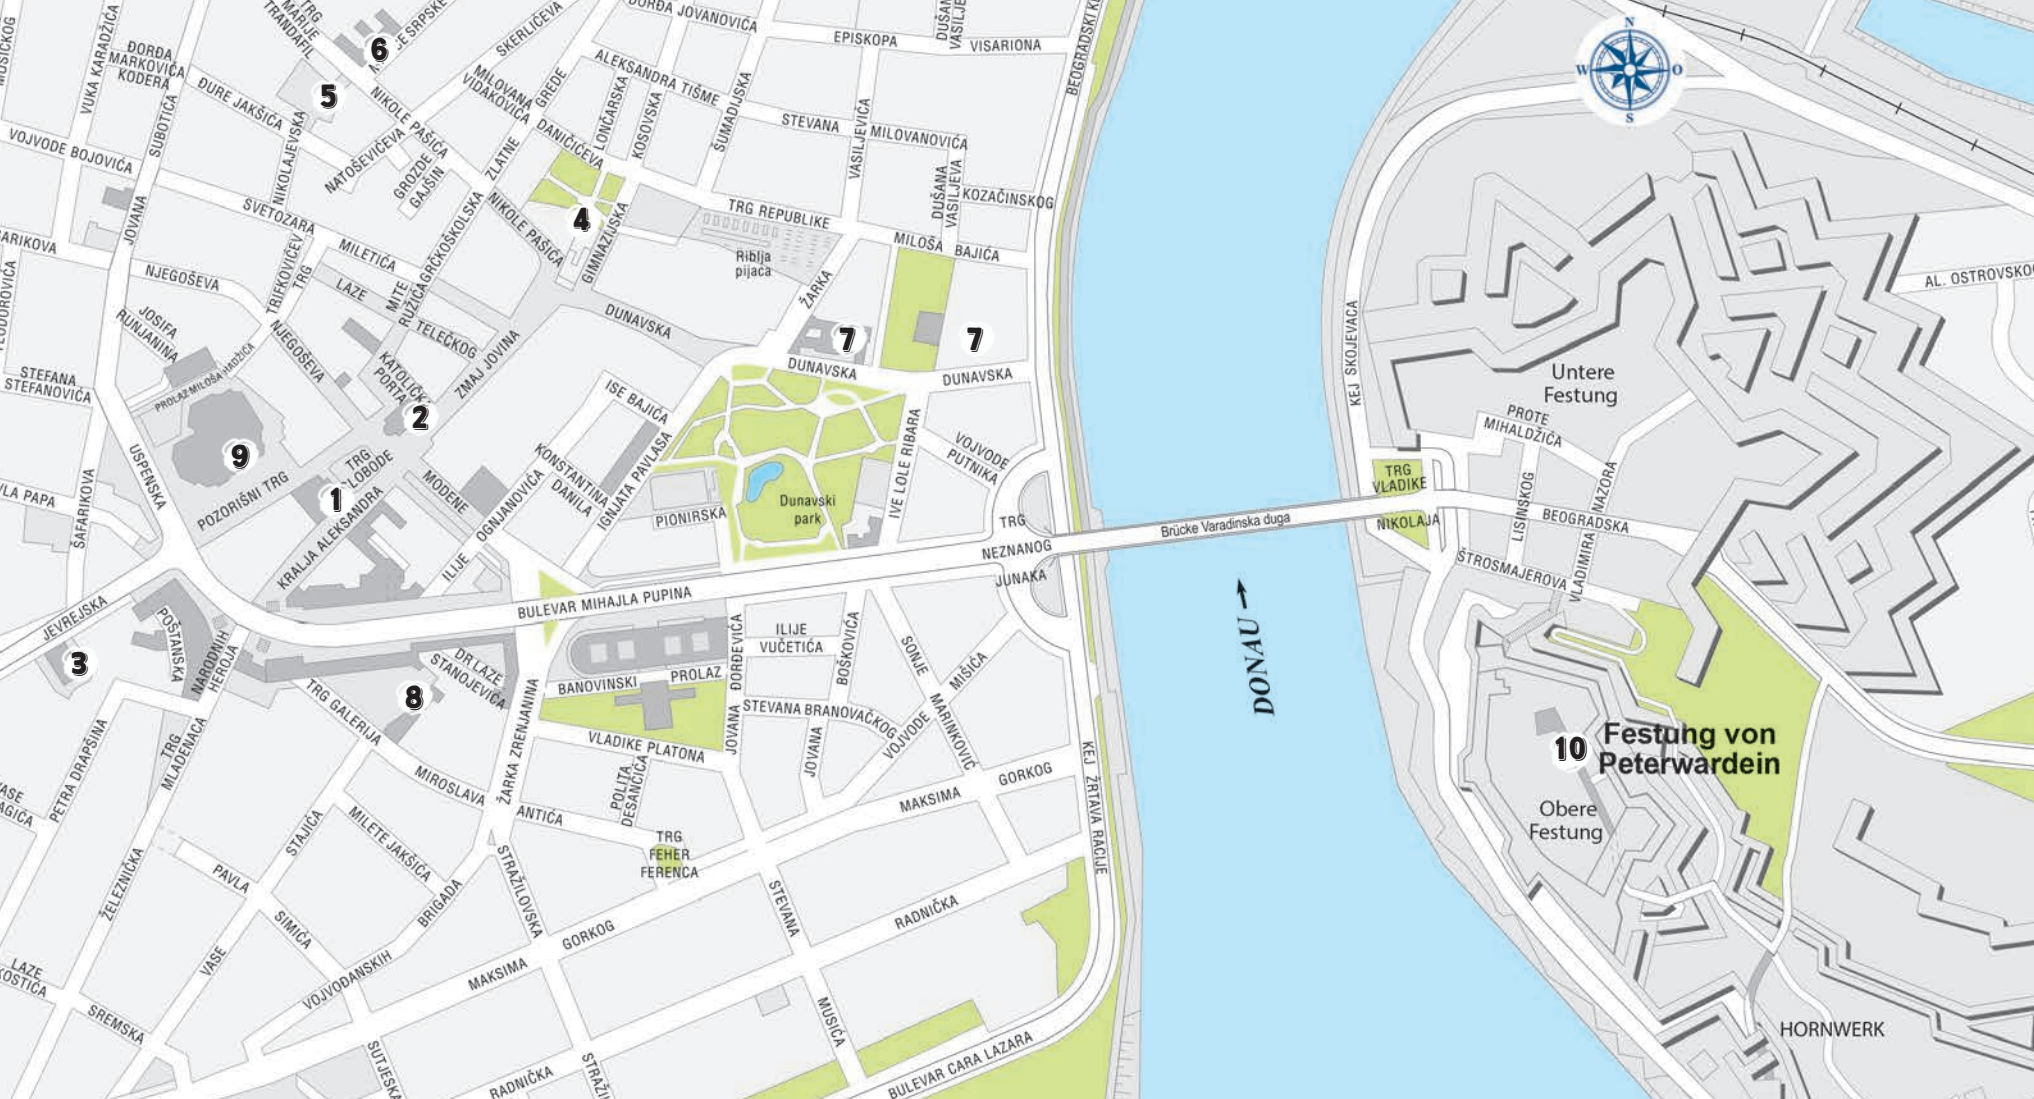 TRG
MARIJE
TRANDAFIL
6
SKERLIĆEVA
ĐORĐA JOVANOVIĆA
EPISKOPA
VISARIONA
VUKA KARADŽIĆA
ĐORĐA
MARKOVIĆA
KODERA
ĐURE JAKŠIĆA
5
NIKOLE PAŠIĆA
MILOVANA
VIDAKOVIĆA
GREDE
ZLATNE
ALEKSANDRA TIŠME
LONČARSKA
KOSOVSKA
ŠUMADIJSKA
STEVANA
MILOVANOVIĆA
VASILJEVIĆA
ŽARKA
N
W
O
S
VOJVODE BOJOVIĆA
JOVANA
SUBOTIĆA
NIKOLAJEVSKA
NATOŠEVIĆEVA
GROZDE
GAJŠIN
DANIČIĆEVA
DUŠANA
VASILJEVA
KOZAČINSKOG
SVETOZARA
MILETIĆA
GRČKOŠKOLSKA
NIKOLE PAŠIĆA
4
GIMNAZIJSKA
TRG REPUBLIKE
Riblja
pijaca
MILOŠA BAJIĆA
NJEGOŠEVA
TRG
TRIFKOVIĆEV
LAZE
TELEČKOG
MITE
RUŽIĆA
DUNAVSKA
KEJ SKOJEVACA
AL. OSTROVSKOG
JOSIFA
RUNJANINA
PROLAZ MILOŠA HADŽIĆA
NJEGOŠEVA
KATOLIČKA
PORTA
ZMAJ JOVINA
7
7
DUNAVSKA
DUNAVSKA
STEFANA
STEFANOVIĆA
ISE BAJIĆA
2
9
USPENSKA
POZORIŠNI TRG
TRG
SLOBODE
1
KRALJA ALEKSANDRA
MODENE
ILIJE OGNJANOVIĆA
KONSTANTINA
DANILA
IGNJATA PAVLASA
PIONIRSKA
Dunavski
park
IVE LOLE RIBARA
VOJVODE
PUTNIKA
Untere
Festung
PROTE
MIHALDŽIĆA
TRG
VLADIKE
NIKOLAJA
LISINSKOG
VLADIMIRA NAZORA
BEOGRADSKA
ŠTROSMAJEROVA
ŠAFARIKOVA
TRG
NEZNANOG
JUNAKA
Brücke Varadinska duga
DONAU
BULEVAR MIHAJLA PUPINA
JEVREJSKA
3
POŠTANSKA
NARODNIH
HEROJA
TRG GALERIJA
8
DR LAZE
STANOJEVIĆA
BANOVINSKI PROLAZ
JOVANA ĐORĐEVIĆA
ILIJE
VUČETIĆA
JOVANA BOŠKOVIĆA
SONJE MARINKOVIĆ
VOJVODE MIŠIĆA
STEVANA BRANOVAČKOG
VLADIKE PLATONA
ŽARKA ZRENJANINA
MIROSLAVA ANTIĆA
POLITA
DESANČIĆA
TRG
FEHER
FERENCA
TRG
MLADENACA
PETRA DRAPŠINA
ŽELEZNIČKA
VASE STAJIĆA
MILETE JAKŠIĆA
PAVLA SIMIĆA
VOJVOĐANSKIH BRIGADA
STRAŽILOVSKA
MAKSIMA GORKOG
MAKSIMA GORKOG
STEVANA MUSIĆA
RADNIČKA
RADNIČKA
KEJ ŽRTAVA RACIJE
BULEVAR CARA LAZARA
SREMSKA
SUTJESKA
10
Festung von
Peterwardein
Obere
Festung
HORNWERK